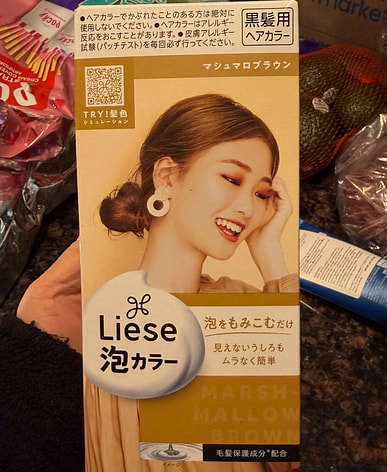 ●ヘアカラーでかぶれたことのある方は絶対に
使用しないでください。●ヘアカラーはアレルギー
反応をおこすことがあります。●皮膚アレルギー
試験(パッチテスト)を毎回必ず行ってください。
黒髪用
ヘアカラー
マシュマロブラウン
TRY!髪色
シミュレーション
Liese
泡カラー
泡をもみこむだけ
見えないうしろも
ムラなく簡単
MARSH-
MALLOW
BROWN
毛髪保護成分*配合
イメージ
pocky